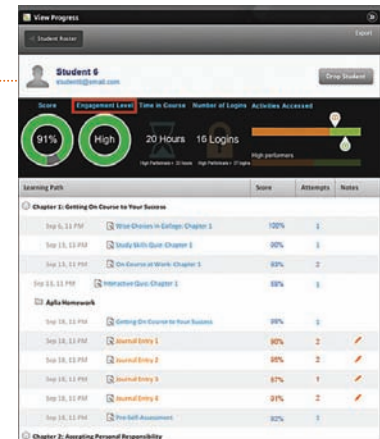 View Progress
Student Roster
Export
Student 6
student6@email.com
Drop Student
Score Engagement Level Time in Course Number of Logins Activities Accessed
91% High 20 Hours 16 Logins
High performers
Learning Path Score Attempts Notes
Chapter 1: Getting On Course to Your Success
Sep 5, 11 PM Wise Choices in College: Chapter 1 100% 1
Sep 13, 11 PM Study Skills Quiz: Chapter 1 90% 1
Sep 13, 11 PM On Course at Work: Chapter 1 2
Sep 13, 11 PM Interactive Quiz: Chapter 1 1
Aplia Homework
Sep 18, 11 PM Getting On Course to Your Success 1
Sep 18, 11 PM Journal Entry 1 90% 2
Sep 18, 11 PM Journal Entry 2 2
Sep 18, 11 PM Journal Entry 3 87% 1
Sep 18, 11 PM Journal Entry 4 91% 2
Sep 18, 11 PM Pre-Self-Assessment 92% 1
Chapter 2: Accepting Personal Responsibility